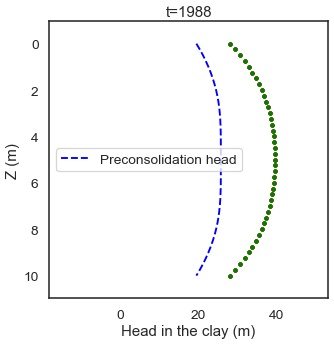 t=1988
0
2
4
6
8
10
Z (m)
Preconsolidation head
0
20
40
Head in the clay (m)